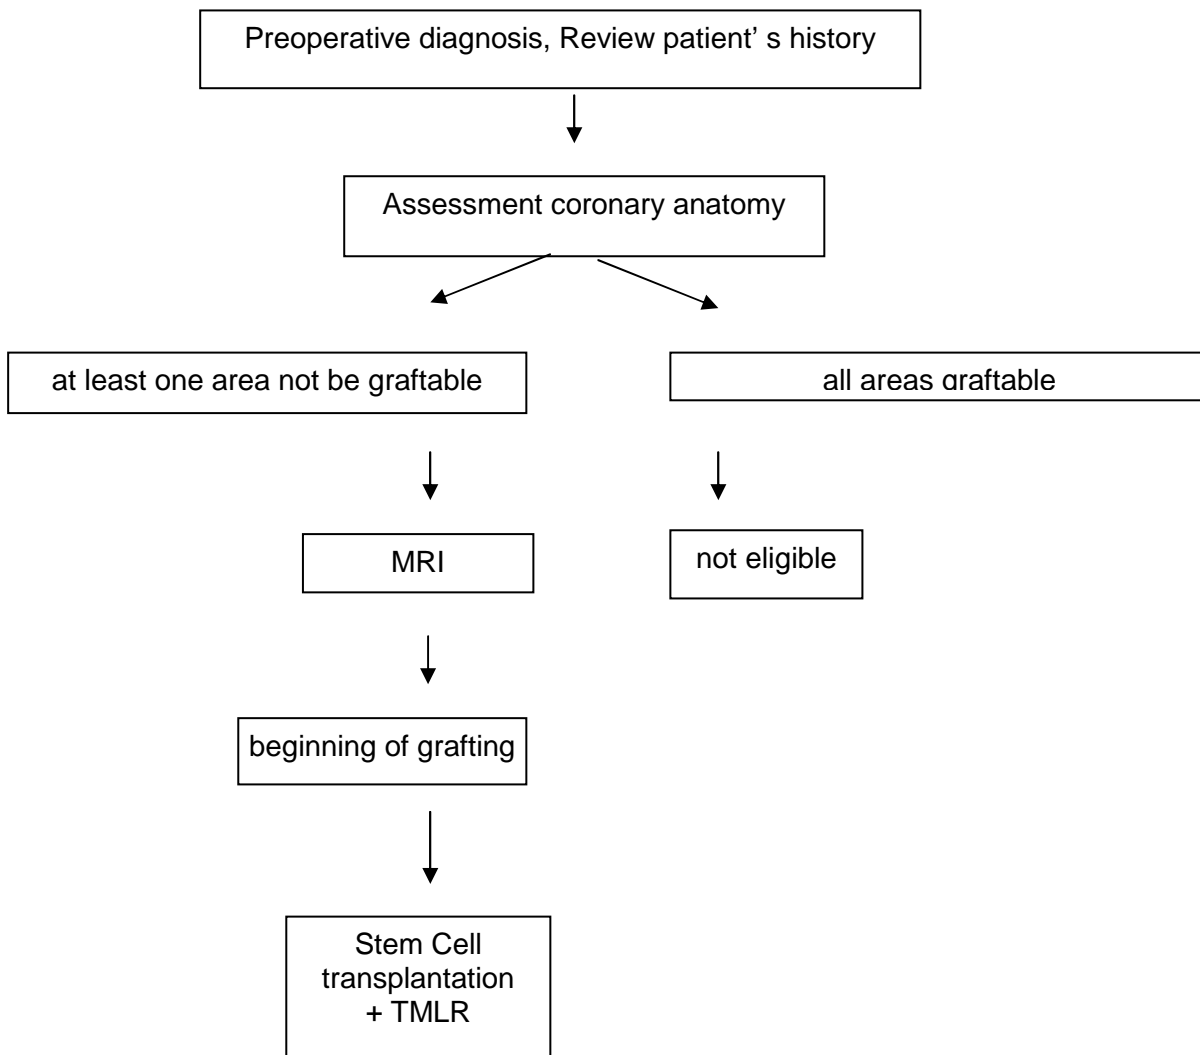 Preoperative diagnosis, Review patient’ s history
Assessment coronary anatomy
at least one area not be graftable
all areas graftable
MRI
not eligible
beginning of grafting
Stem Cell
transplantation
+ TMLR